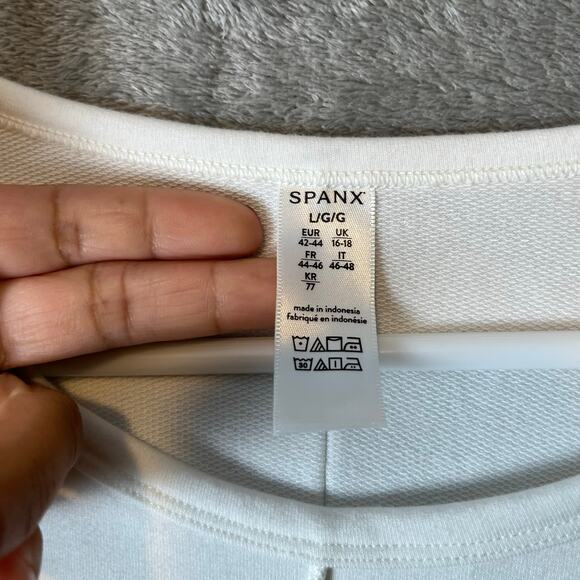 SPANX
L/G/G
EUR UK
42-44 16-18
FR IT
44-46 46-48
KR
77
made in indonesia
fabriqué en indonésie
30